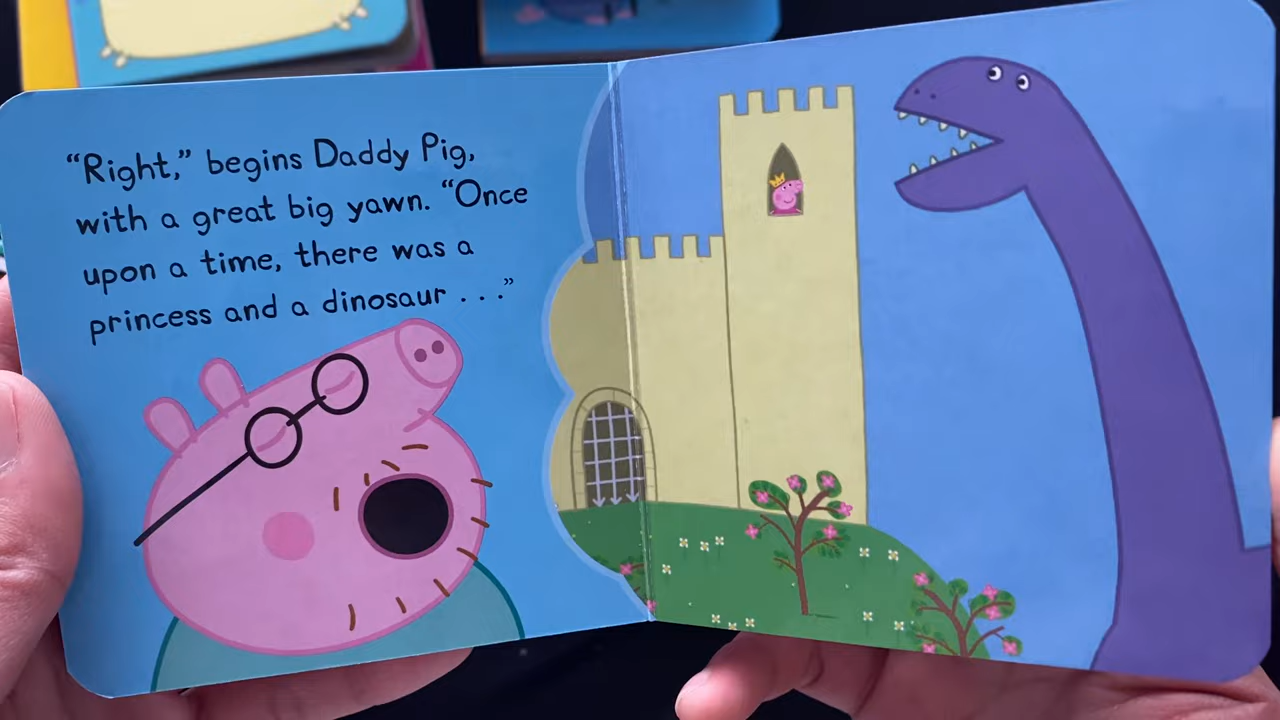 “Right,” begins Daddy Pig,
with a great big yawn. “Once
upon a time, there was a
princess and a dinosaur . . .”